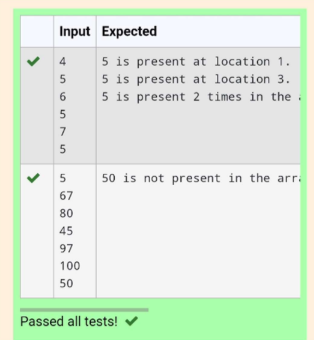 Input Expected
4 5 is present at location 1.
5 5 is present at location 3.
6 5 is present 2 times in the
5
7
5
5 50 is not present in the
67
80
45
97
100
50
Passed all tests!